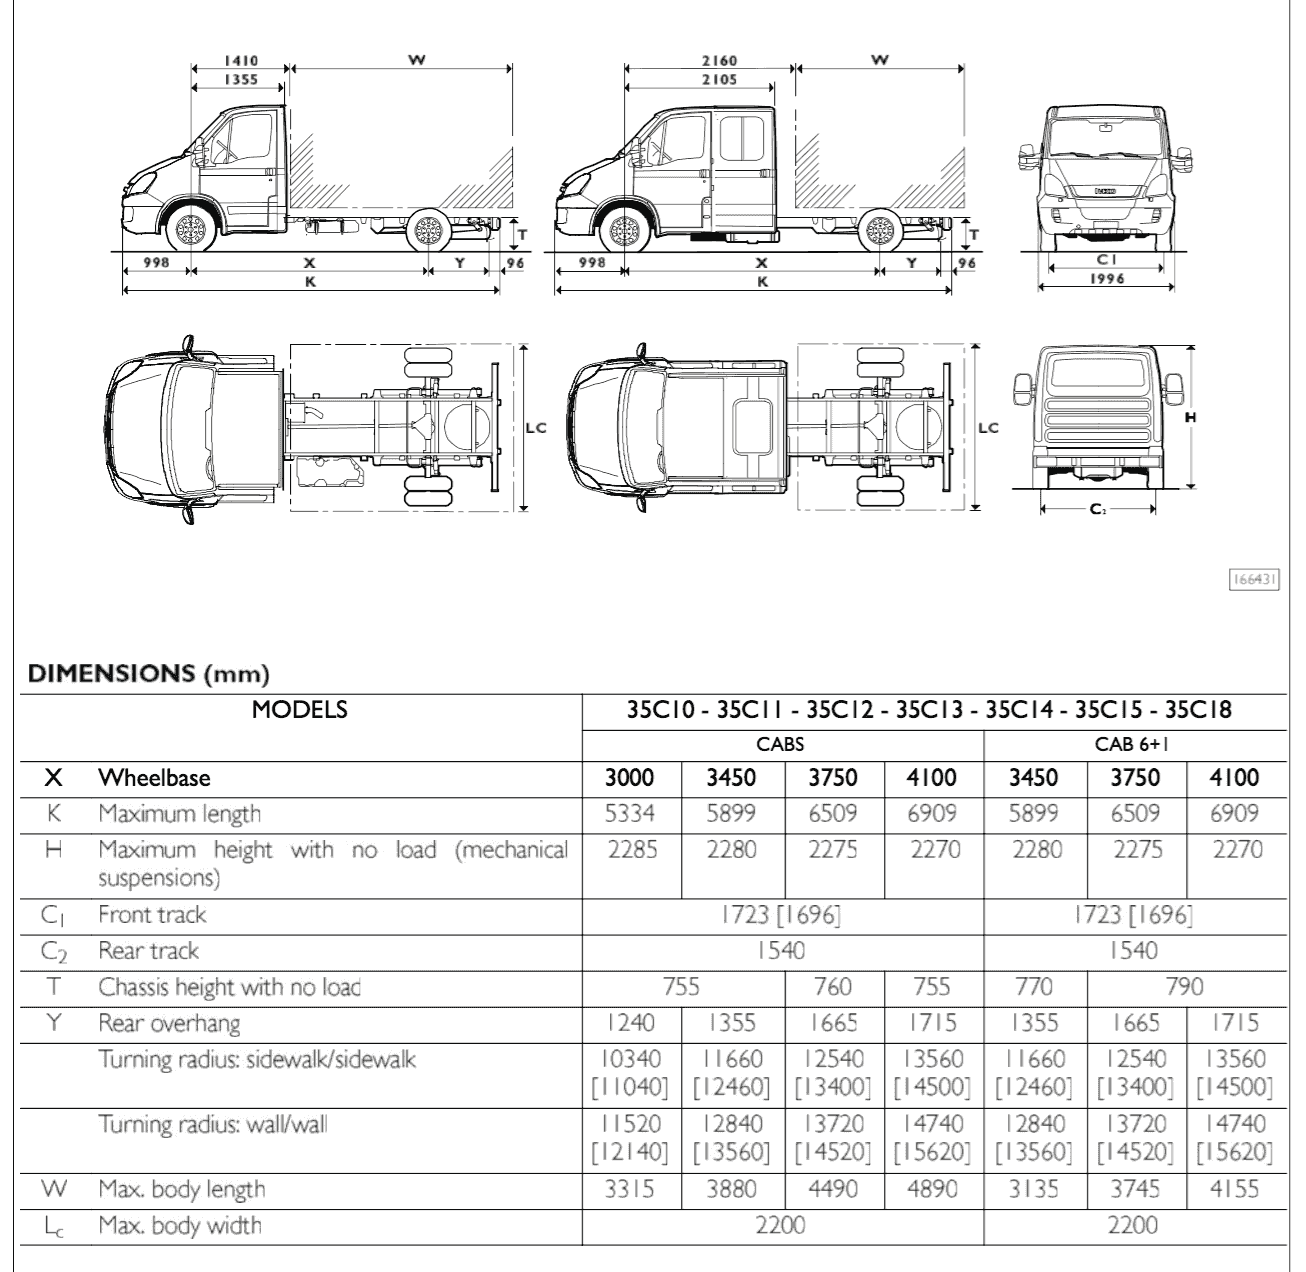 1410 W 2160 W
1355 2105
IVECO
T T
998 X Y 96 998 X Y 96 C1
K K 1996
LC LC H
C2
166431
DIMENSIONS (mm)
MODELS 35C10 - 35C11 - 35C12 - 35C13 - 35C14 - 35C15 - 35C18
CABS CAB 6+1
X Wheelbase 3000 3450 3750 4100 3450 3750 4100
K Maximum length 5334 5899 6509 6909 5899 6509 6909
H Maximum height with no load (mechanical 2285 2280 2275 2270 2280 2275 2270
suspensions)
C1 Front track 1723 [1696] 1723 [1696]
C2 Rear track 1540 1540
T Chassis height with no load 755 760 755 770 790
Y Rear overhang 1240 1355 1665 1715 1355 1665 1715
Turning radius: sidewalk/sidewalk 10340 11660 12540 13560 11660 12540 13560
[11040] [12460] [13400] [14500] [12460] [13400] [14500]
Turning radius: wall/wall 11520 12840 13720 14740 12840 13720 14740
[12140] [13560] [14520] [15620] [13560] [14520] [15620]
W Max. body length 3315 3880 4490 4890 3135 3745 4155
Lc Max. body width 2200 2200